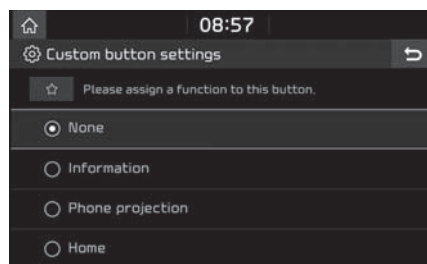 08:57
Custom button settings
Please assign a function to this button.
None
Information
Phone projection
Home